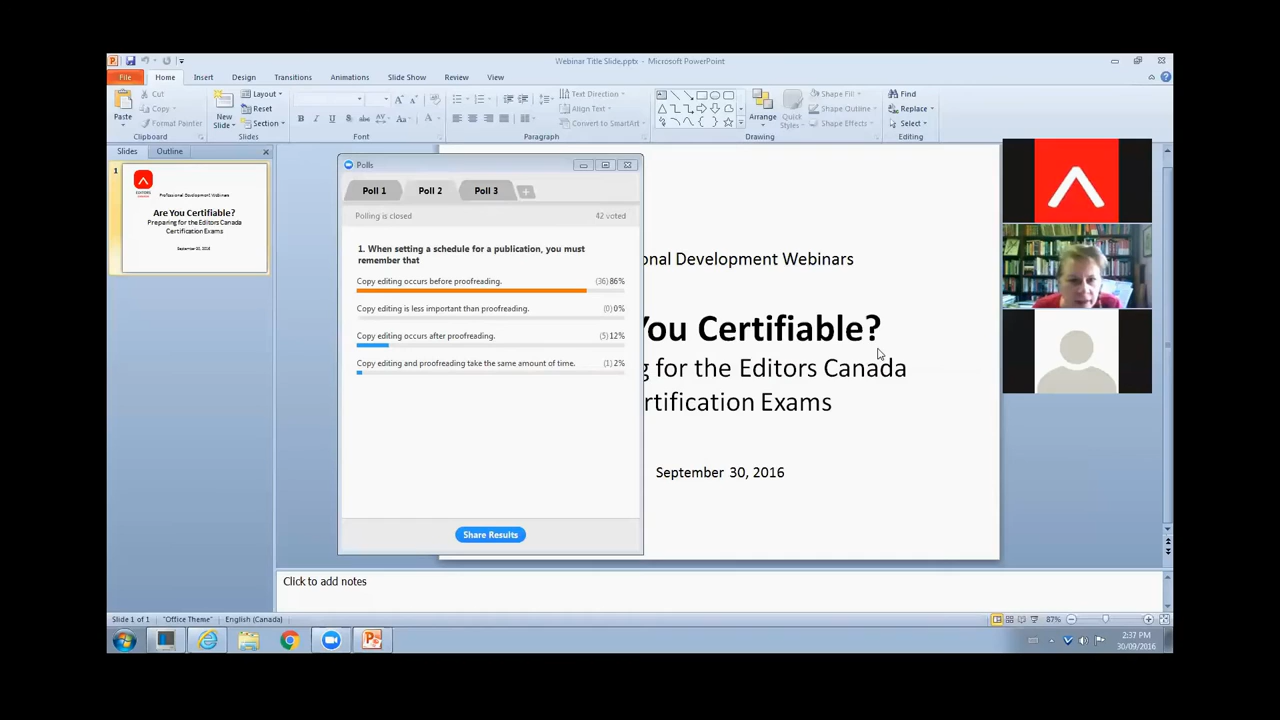 Webinar Title Slide.pptx - Microsoft PowerPoint
File Home Insert Design Transitions Animations Slide Show Review View
Paste
Cut
Copy
Format Painter
Clipboard
New Slide
Layout
Reset
Section
Slides
Font
Text Direction
Align Text
Convert to SmartArt
Paragraph
Arrange
Quick Styles
Shape Fill
Shape Outline
Shape Effects
Drawing
Find
Replace
Select
Editing
Slides Outline
1
Professional Development Webinars
Are You Certifiable?
Preparing for the Editors Canada
Certification Exams
September 30, 2016
Polls
Poll 1 Poll 2 Poll 3
Polling is closed 42 voted
1. When setting a schedule for a publication, you must
remember that
Copy editing occurs before proofreading. (36) 86%
Copy editing is less important than proofreading. (0) 0%
Copy editing occurs after proofreading. (5) 12%
Copy editing and proofreading take the same amount of time. (1) 2%
Share Results
onal Development Webinars
You Certifiable?
g for the Editors Canada
rtification Exams
September 30, 2016
Click to add notes
Slide 1 of 1 "Office Theme" English (Canada) 87%
2:37 PM
30/09/2016